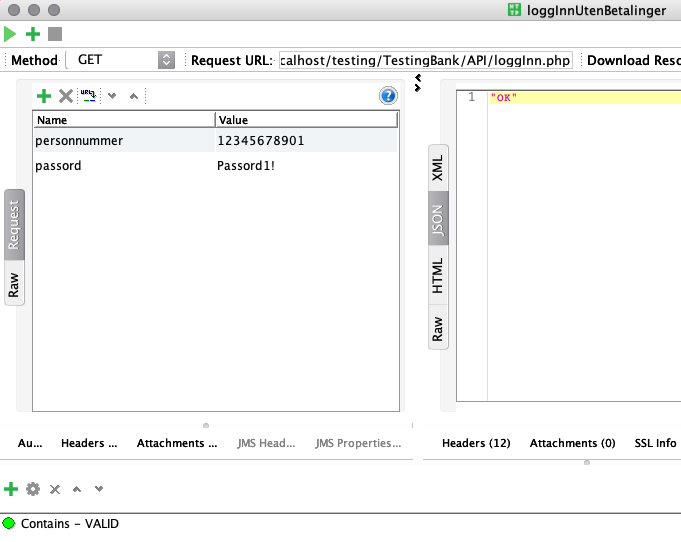 loggInnUtenBetalinger
Method GET Request URL: calhost/testing/TestingBank/API/loggInn.php Download Reso
Name Value
personnummer 12345678901
passord Passord1!
Request
Raw
XML
JSON
HTML
Raw
1 "OK"
Au... Headers ... Attachments ... JMS Head... JMS Properties...
Headers (12) Attachments (0) SSL Info
Contains - VALID